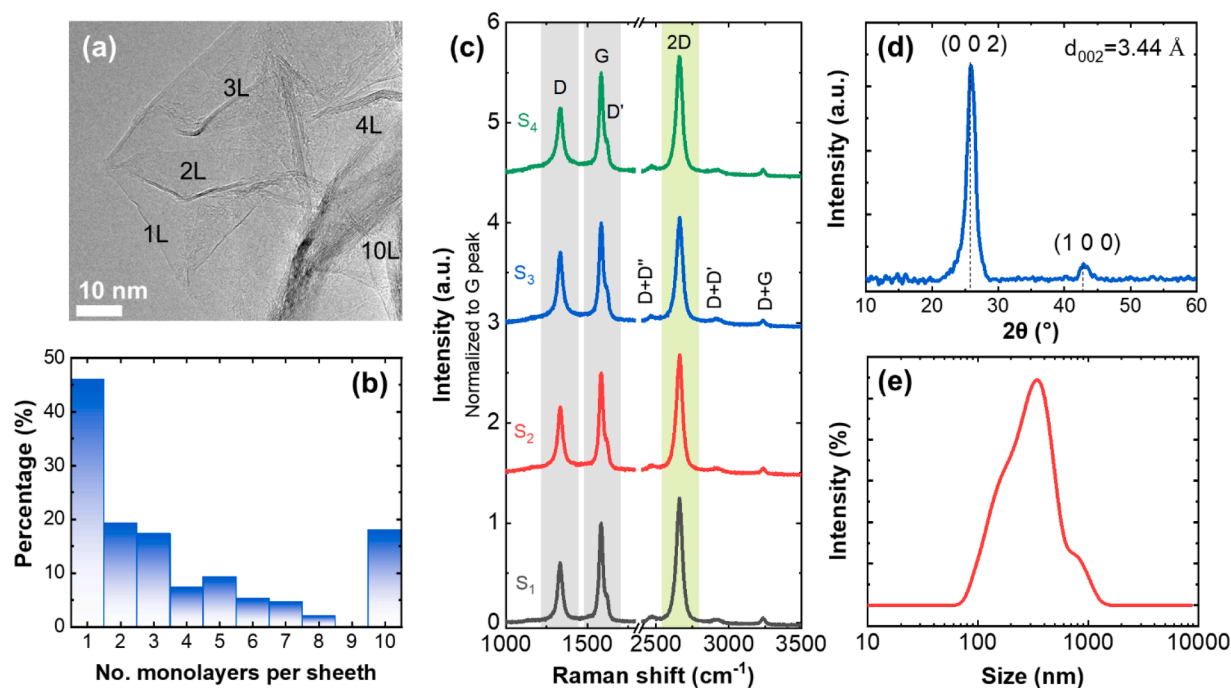 (a)
3L
4L
2L
1L
10L
10 nm
(b)
Percentage (%)
50
40
30
20
10
0
1 2 3 4 5 6 7 8 9 10
No. monolayers per sheeth
(c)
Intensity (a.u.)
Normalized to G peak
6
5
4
3
2
1
0
D
G
D'
2D
S₄
S₃
D+D"
D+D'
D+G
S₂
S₁
1000 1500 2500 3000 3500
Raman shift (cm⁻¹)
(d)
(0 0 2)
d₀₀₂=3.44 Å
(1 0 0)
Intensity (a.u.)
10 20 30 40 50 60
2θ (°)
(e)
Intensity (%)
10 100 1000 10000
Size (nm)